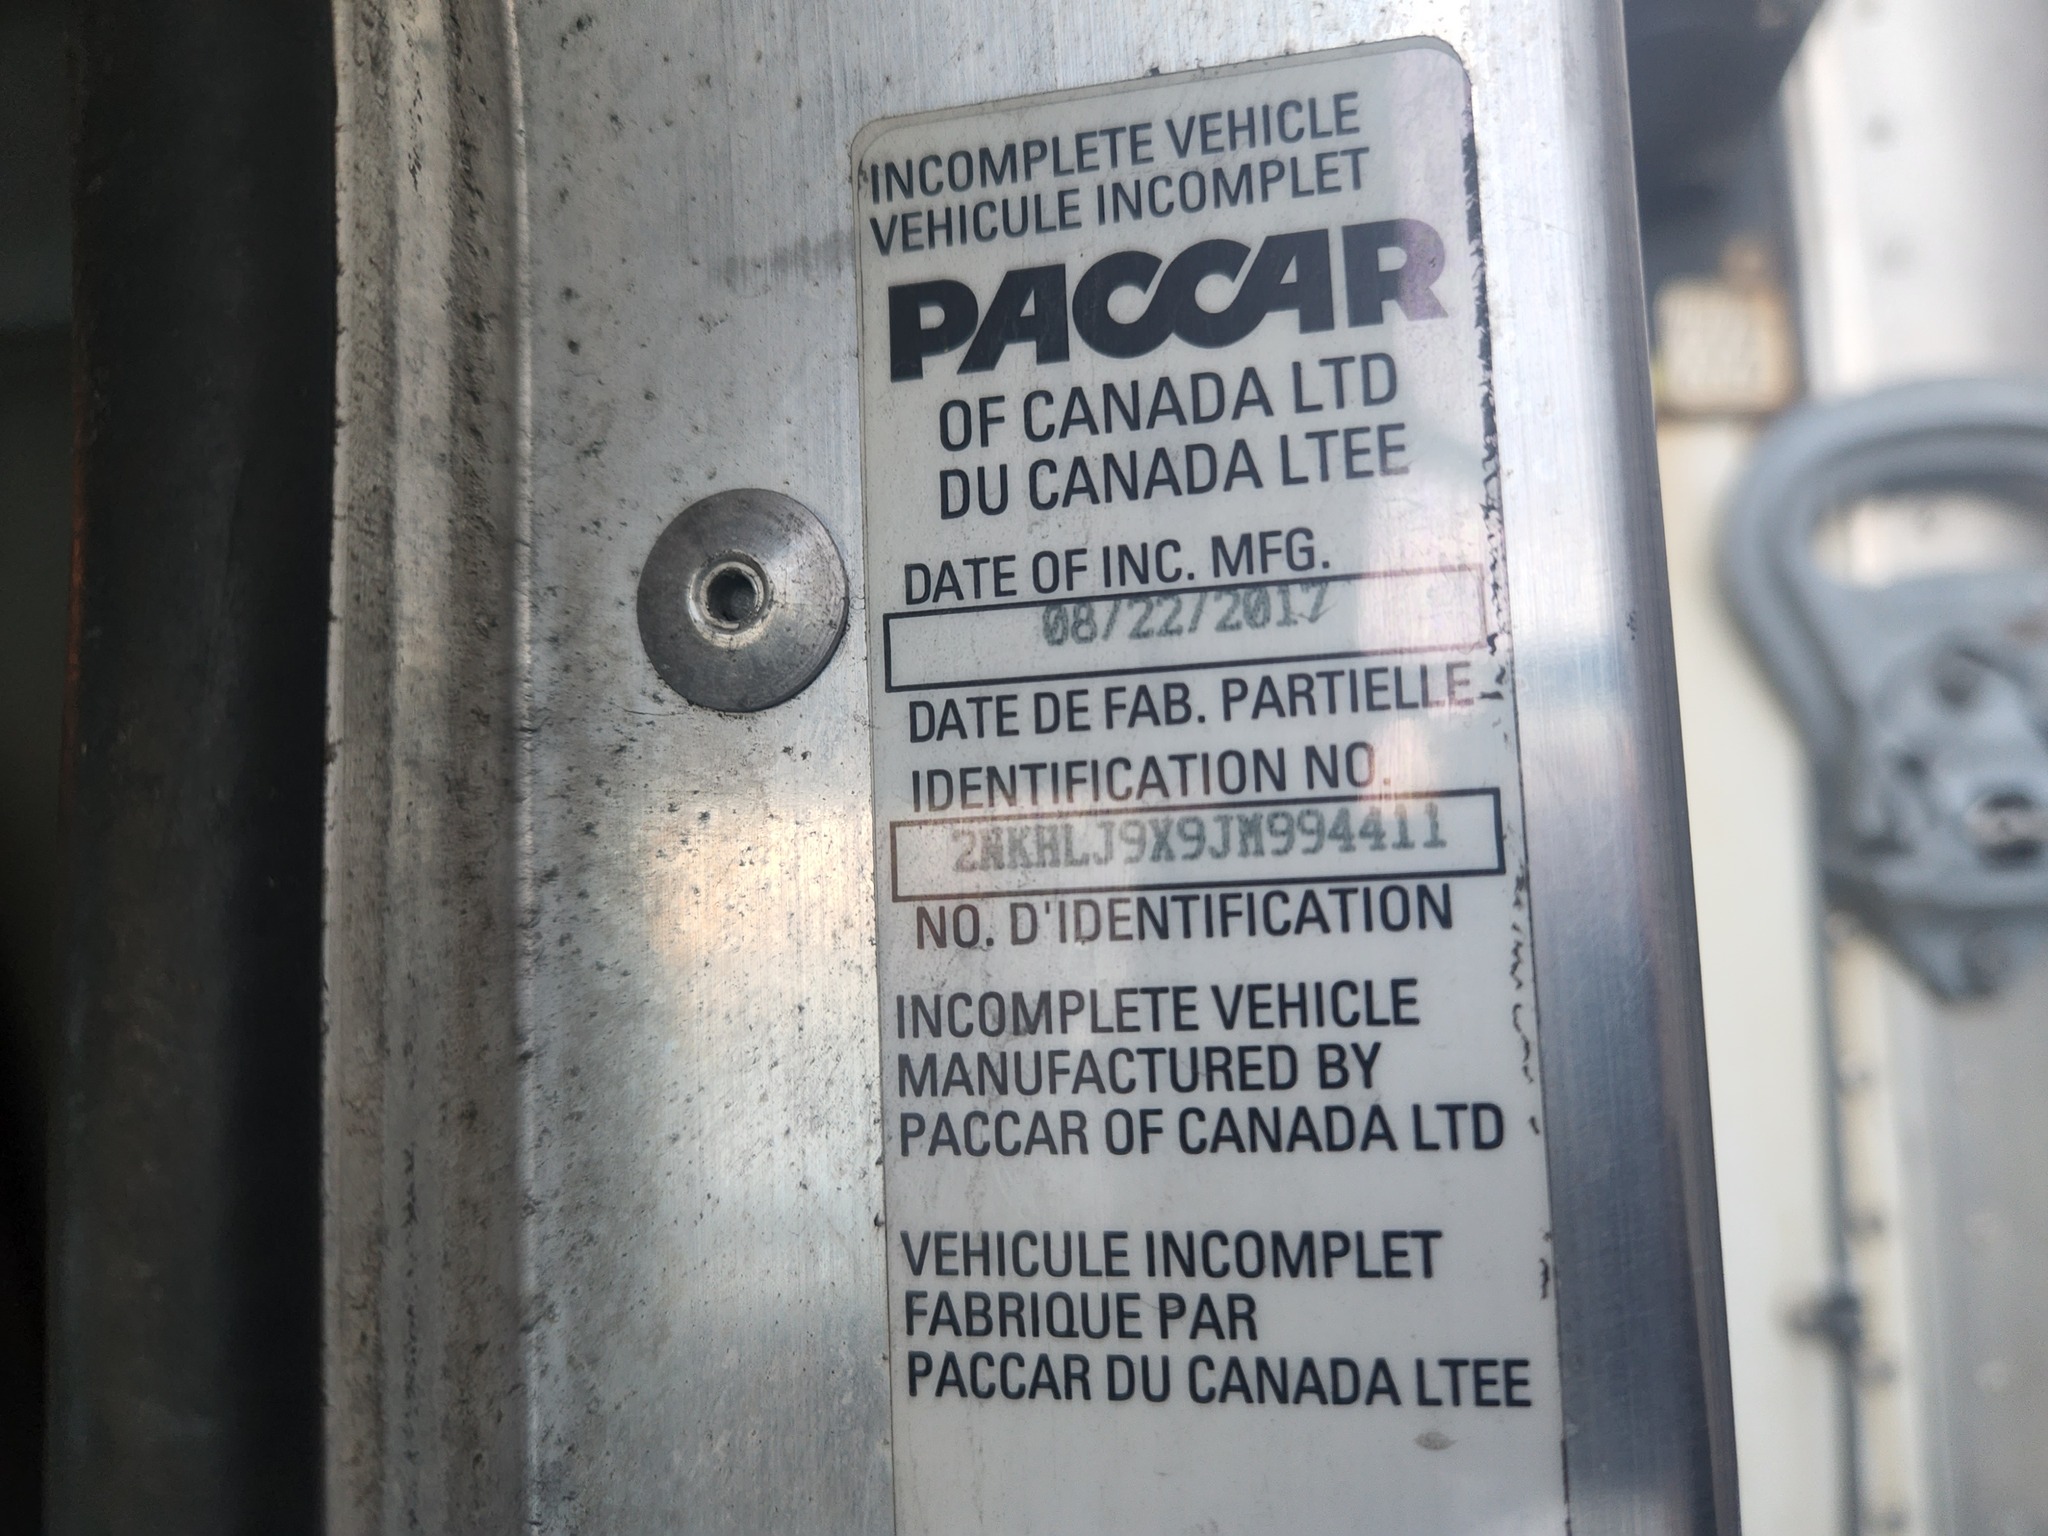 INCOMPLETE VEHICLE
VEHICULE INCOMPLET
PACCAR
OF CANADA LTD
DU CANADA LTEE
DATE OF INC. MFG.
08/22/2017
DATE DE FAB. PARTIELLE
IDENTIFICATION NO.
2NKHLJ9X9JM994411
NO. D'IDENTIFICATION
INCOMPLETE VEHICLE
MANUFACTURED BY
PACCAR OF CANADA LTD
VEHICULE INCOMPLET
FABRIQUE PAR
PACCAR DU CANADA LTEE